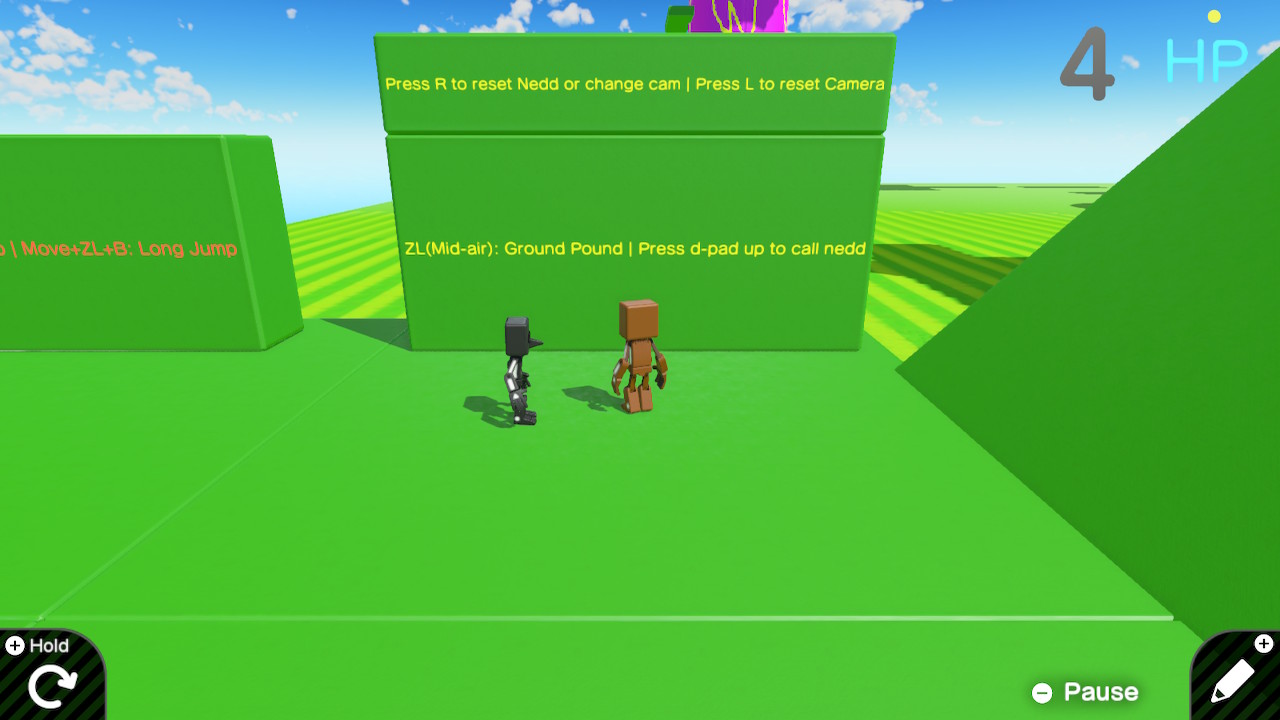 4 HP
Press R to reset Nedd or change cam | Press L to reset Camera
| Move+ZL+B: Long Jump
ZL(Mid-air): Ground Pound | Press d-pad up to call nedd
Hold
Pause